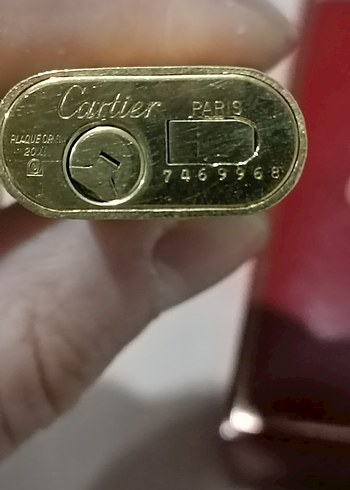 Cartier PARIS
PLAQUE OR G
20 µ
7469968